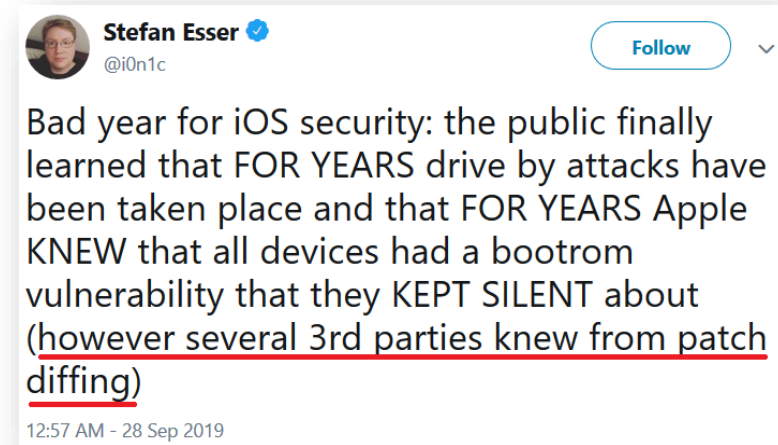 Stefan Esser
@i0n1c
Follow
Bad year for iOS security: the public finally
learned that FOR YEARS drive by attacks have
been taken place and that FOR YEARS Apple
KNEW that all devices had a bootrom
vulnerability that they KEPT SILENT about
(however several 3rd parties knew from patch
diffing)
12:57 AM - 28 Sep 2019